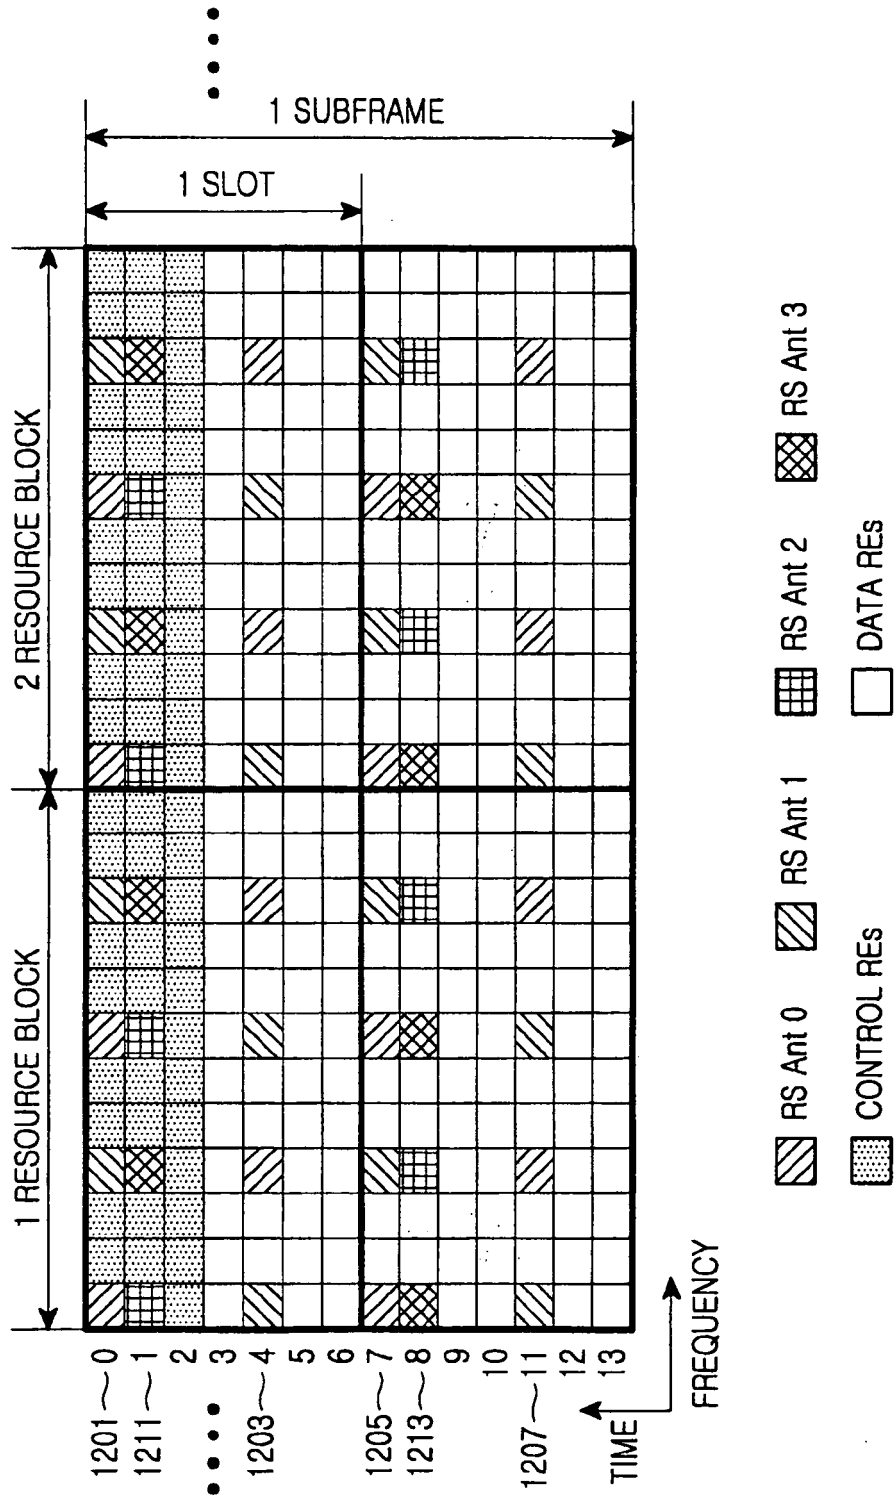 1 RESOURCE BLOCK
2 RESOURCE BLOCK
1 SLOT
1 SUBFRAME
1201~0
1211~1
2
3
1203~4
5
6
1205~7
1213~8
9
10
1207~11
12
13
TIME
FREQUENCY
RS Ant 0
RS Ant 1
RS Ant 2
RS Ant 3
CONTROL REs
DATA REs